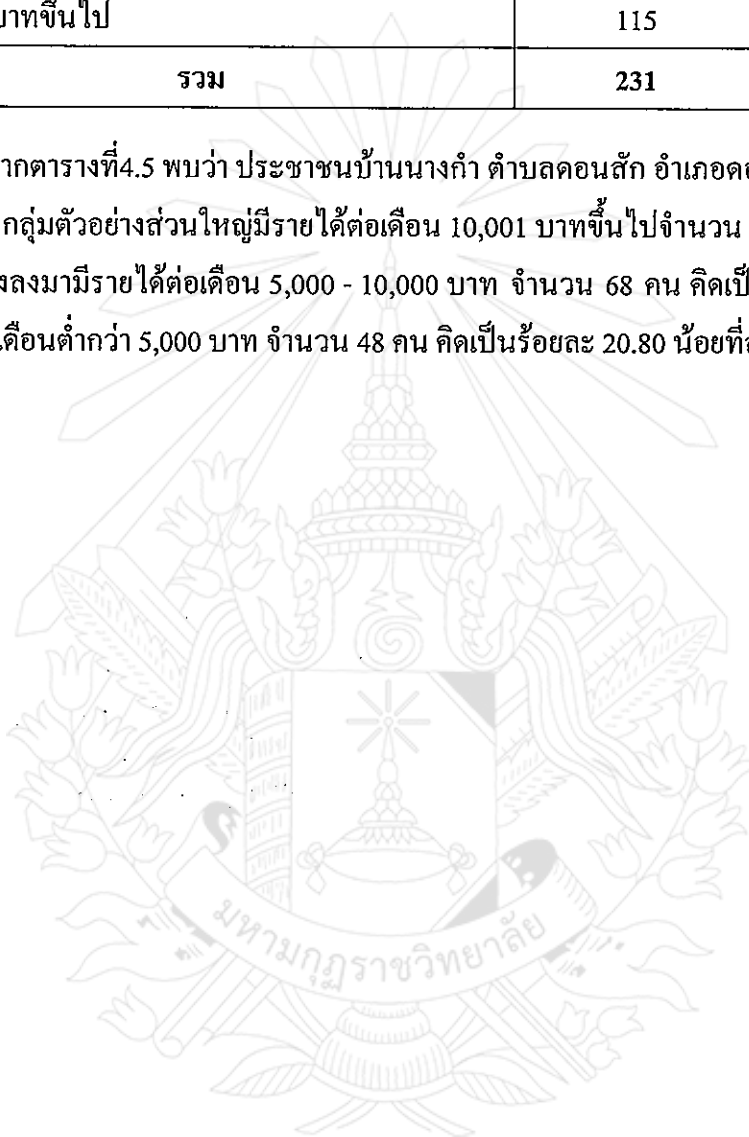 บาทขึ้นไป 115
รวม 231
ากตารางที่4.5 พบว่า ประชาชนบ้านนางกำ ตำบลดอนสัก อำเภอดอ
กลุ่มตัวอย่างส่วนใหญ่มีรายได้ต่อเดือน 10,001 บาทขึ้นไปจำนวน
งลงมามีรายได้ต่อเดือน 5,000 - 10,000 บาท จำนวน 68 คน คิดเป็
เดือนต่ำกว่า 5,000 บาท จำนวน 48 คน คิดเป็นร้อยละ 20.80 น้อยที่ส
มหามกุฏราชวิทยาลัย